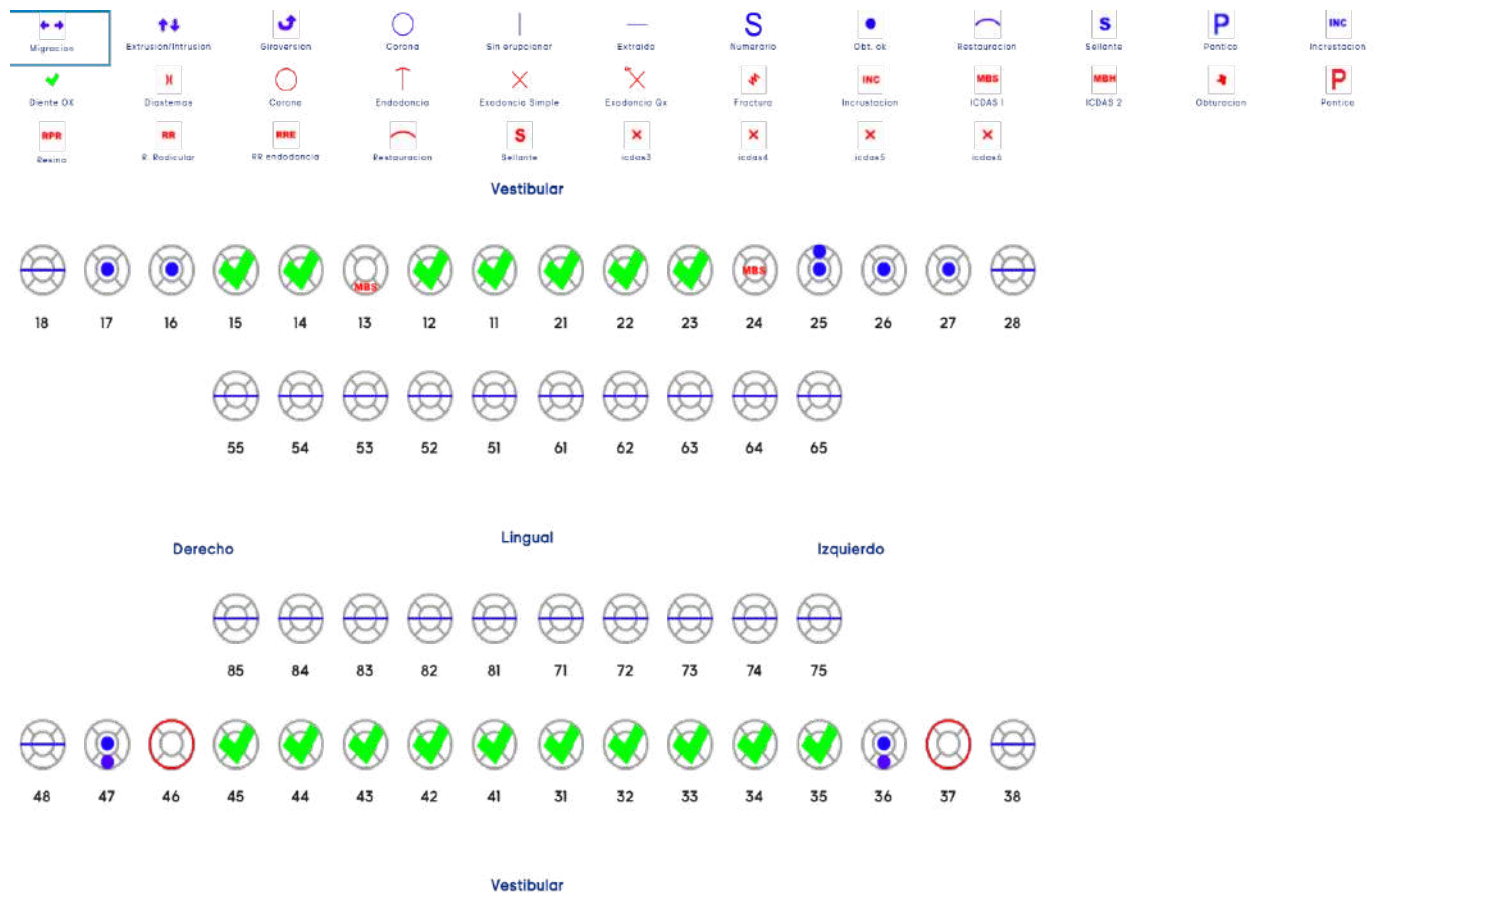 S P S INC
Migracion Extrusion/Intrusion Giroversion Corona Sin erupcionar Extraido Numerario Obt. ok Restauracion Sellante Pontico Incrustacion
INC MBS MBH P
Diente OK Diastemas Corona Endodoncia Exodoncia Simple Exodoncia Qx Fractura Incrustacion ICDAS 1 ICDAS 2 Obturacion Pontico
RPR RR RRE S
Resina R. Radicular RR endodoncia Restauracion Sellante icdas3 icdas4 icdas5 icdas6
Vestibular
MBS MBS
18 17 16 15 14 13 12 11 21 22 23 24 25 26 27 28
55 54 53 52 51 61 62 63 64 65
Derecho Lingual Izquierdo
85 84 83 82 81 71 72 73 74 75
48 47 46 45 44 43 42 41 31 32 33 34 35 36 37 38
Vestibular